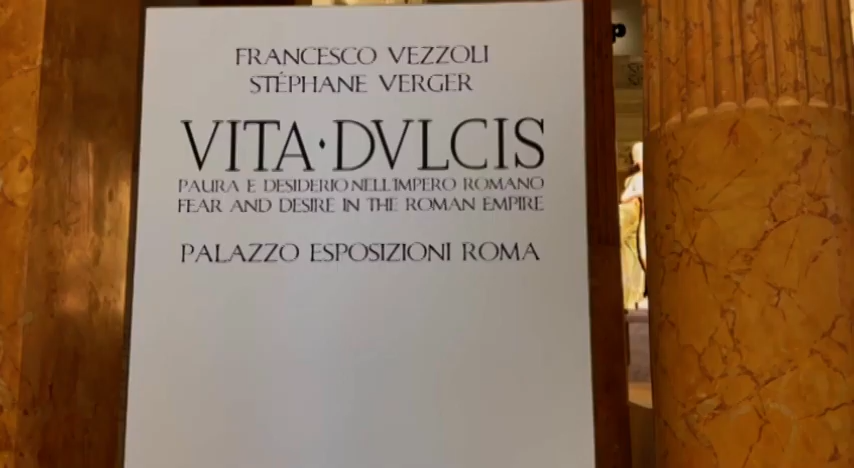 FRANCESCO VEZZOLI
STÉPHANE VERGER
VITA·DVLCIS
PAURA E DESIDERIO NELL'IMPERO ROMANO
FEAR AND DESIRE IN THE ROMAN EMPIRE
PALAZZO ESPOSIZIONI ROMA